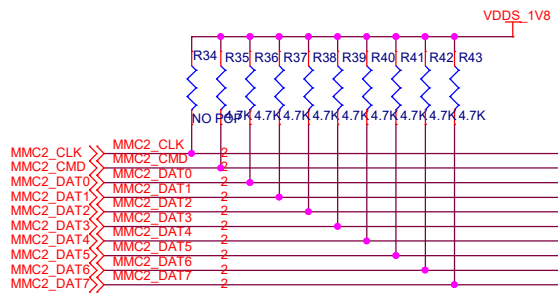 VDDS_1V8
R34 R35 R36 R37 R38 R39 R40 R41 R42 R43
NO POP 4.7K 4.7K 4.7K 4.7K 4.7K 4.7K 4.7K 4.7K 4.7K
MMC2_CLK MMC2_CLK 2
MMC2_CMD MMC2_CMD 2
MMC2_DAT0 MMC2_DAT0 2
MMC2_DAT1 MMC2_DAT1 2
MMC2_DAT2 MMC2_DAT2 2
MMC2_DAT3 MMC2_DAT3 2
MMC2_DAT4 MMC2_DAT4 2
MMC2_DAT5 MMC2_DAT5 2
MMC2_DAT6 MMC2_DAT6 2
MMC2_DAT7 MMC2_DAT7 2